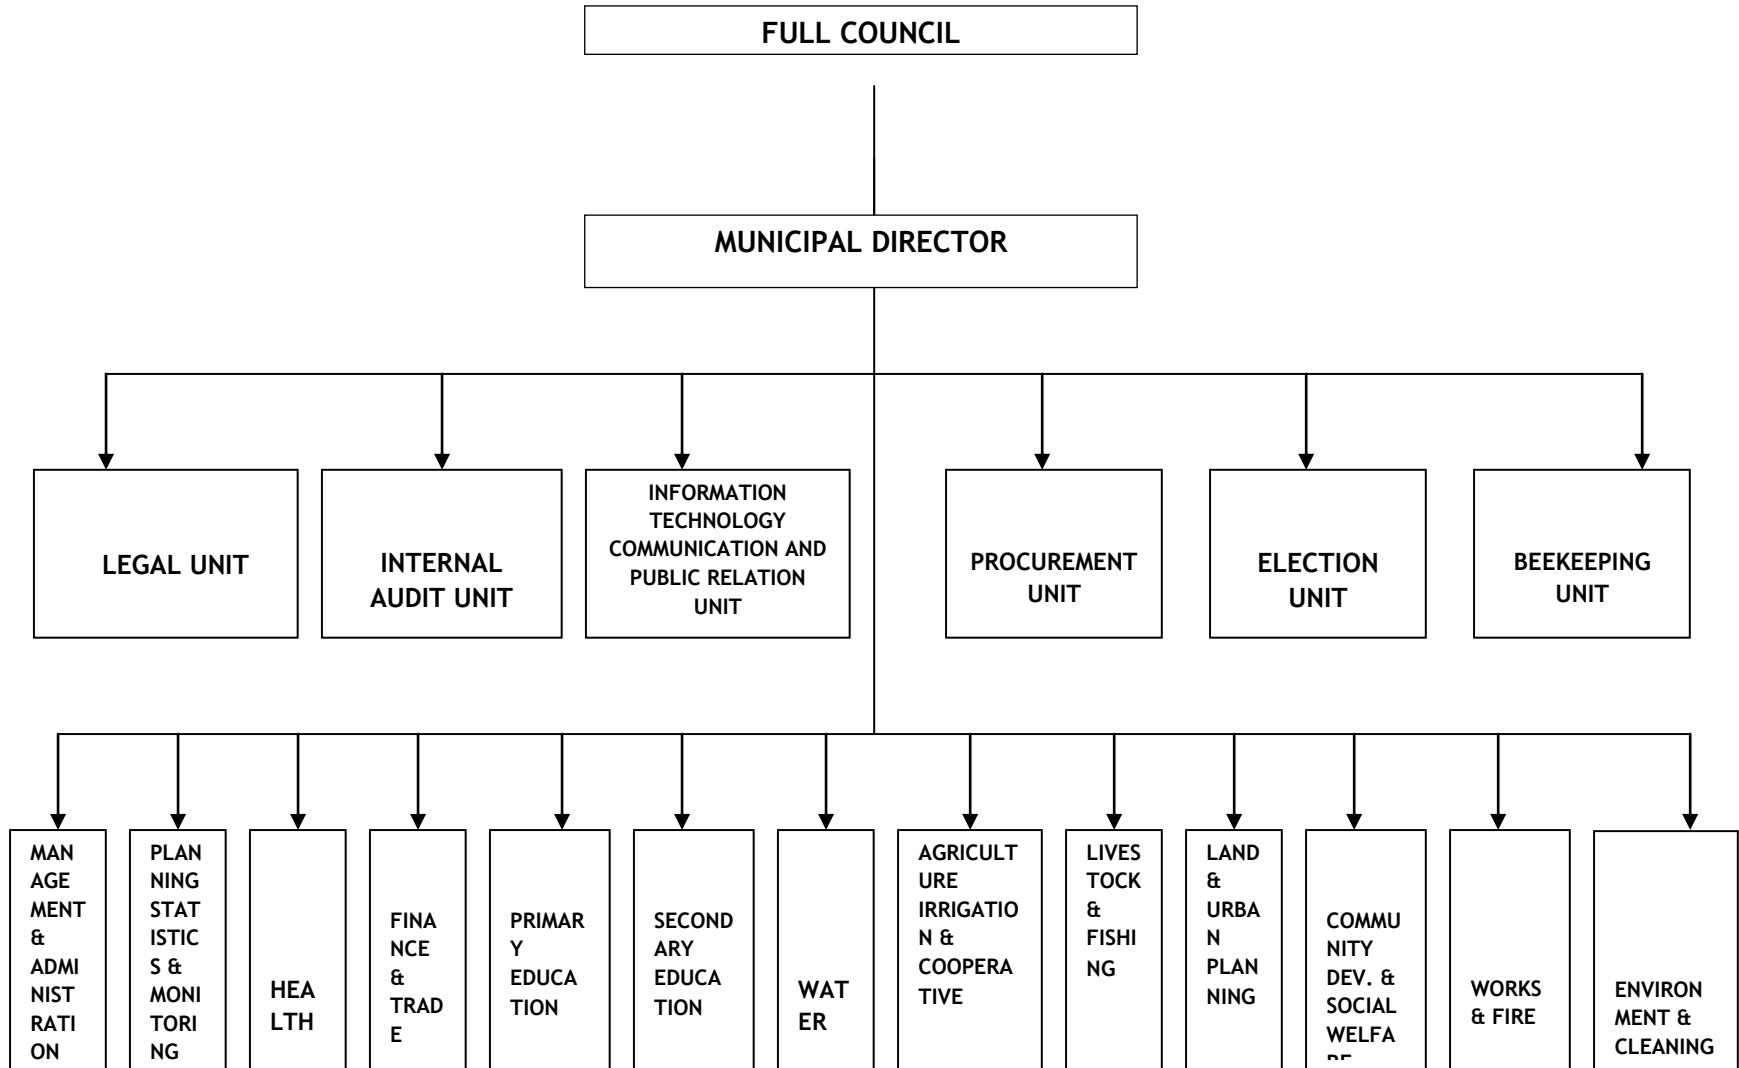 FULL COUNCIL
MUNICIPAL DIRECTOR
LEGAL UNIT
INTERNAL
AUDIT UNIT
INFORMATION
TECHNOLOGY
COMMUNICATION AND
PUBLIC RELATION
UNIT
PROCUREMENT
UNIT
ELECTION
UNIT
BEEKEEPING
UNIT
MAN
AGE
MENT
&
ADMI
NIST
RATI
ON
PLAN
NING
STAT
ISTIC
S &
MONI
TORI
NG
HEA
LTH
FINA
NCE
&
TRAD
E
PRIMAR
Y
EDUCA
TION
SECOND
ARY
EDUCA
TION
WAT
ER
AGRICULT
URE
IRRIGATIO
N &
COOPERA
TIVE
LIVES
TOCK
&
FISHI
NG
LAND
&
URBA
N
PLAN
NING
COMMU
NITY
DEV. &
SOCIAL
WELFA
WORKS
& FIRE
ENVIRON
MENT &
CLEANING